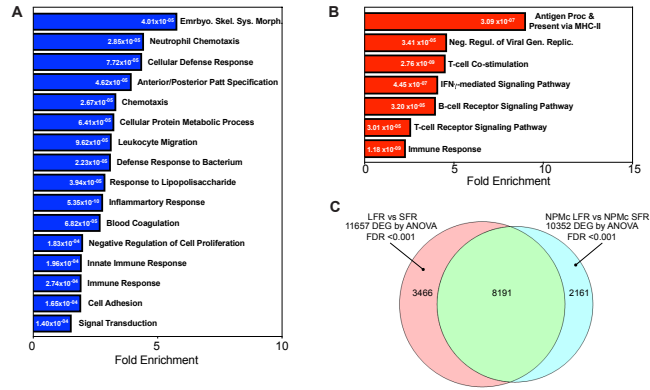 A
4.01x10-05 Emrbyo. Skel. Sys. Morph.
2.85x10-05 Neutrophil Chemotaxis
7.72x10-05 Cellular Defense Response
4.62x10-05 Anterior/Posterior Patt Specification
2.67x10-05 Chemotaxis
6.41x10-05 Cellular Protein Metabolic Process
9.62x10-05 Leukocyte Migration
2.23x10-05 Defense Response to Bacterium
3.94x10-05 Response to Lipopolysaccharide
5.35x10-10 Inflammartory Response
6.82x10-05 Blood Coagulation
1.83x10-04 Negative Regulation of Cell Proliferation
1.96x10-04 Innate Immune Response
2.74x10-04 Immune Response
1.65x10-04 Cell Adhesion
1.40x10-04 Signal Transduction
0 5 10
Fold Enrichment
B
3.09 x10-07 Antigen Proc &
Present via MHC-II
3.41 x10-05 Neg. Regul. of Viral Gen. Replic.
2.76 x10-09 T-cell Co-stimulation
4.45 x10-07 IFNγ-mediated Signaling Pathway
3.20 x10-05 B-cell Receptor Signaling Pathway
3.01 x10-05 T-cell Receptor Signaling Pathway
1.18 x10-09 Immune Response
0 5 10 15
Fold Enrichment
C
LFR vs SFR
11657 DEG by ANOVA
FDR <0.001
NPMc LFR vs NPMc SFR
10352 DEG by ANOVA
FDR <0.001
3466 8191 2161